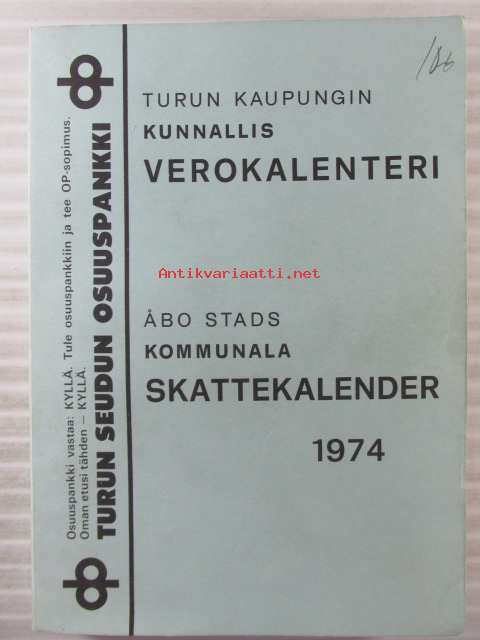 TURUN KAUPUNGIN
KUNNALLIS
VEROKALENTERI
Antikvariaatti.net
ÅBO STADS
KOMMUNALA
SKATTEKALENDER
1974
Osuuspankki vastaa: KYLLÄ. Tule osuuspankkiin ja tee OP-sopimus.
Oman etusi tähden — KYLLÄ.
TURUN SEUDUN OSUUSPANKKI